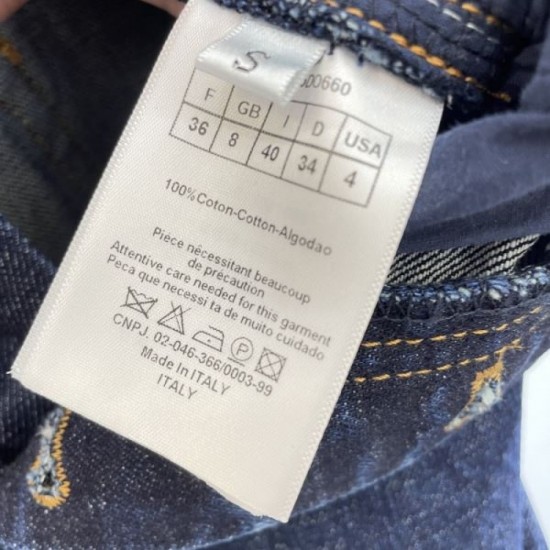 S
00660
F GB I D USA
36 8 40 34 4
100%Coton-Cotton-Algodao
Pièce nécessitant beaucoup
de précaution
Attentive care needed for this garment
Peca que necessi ta de muito cuidado
P
CNPJ. 02-046-366/0003-99
Made In ITALY
ITALY